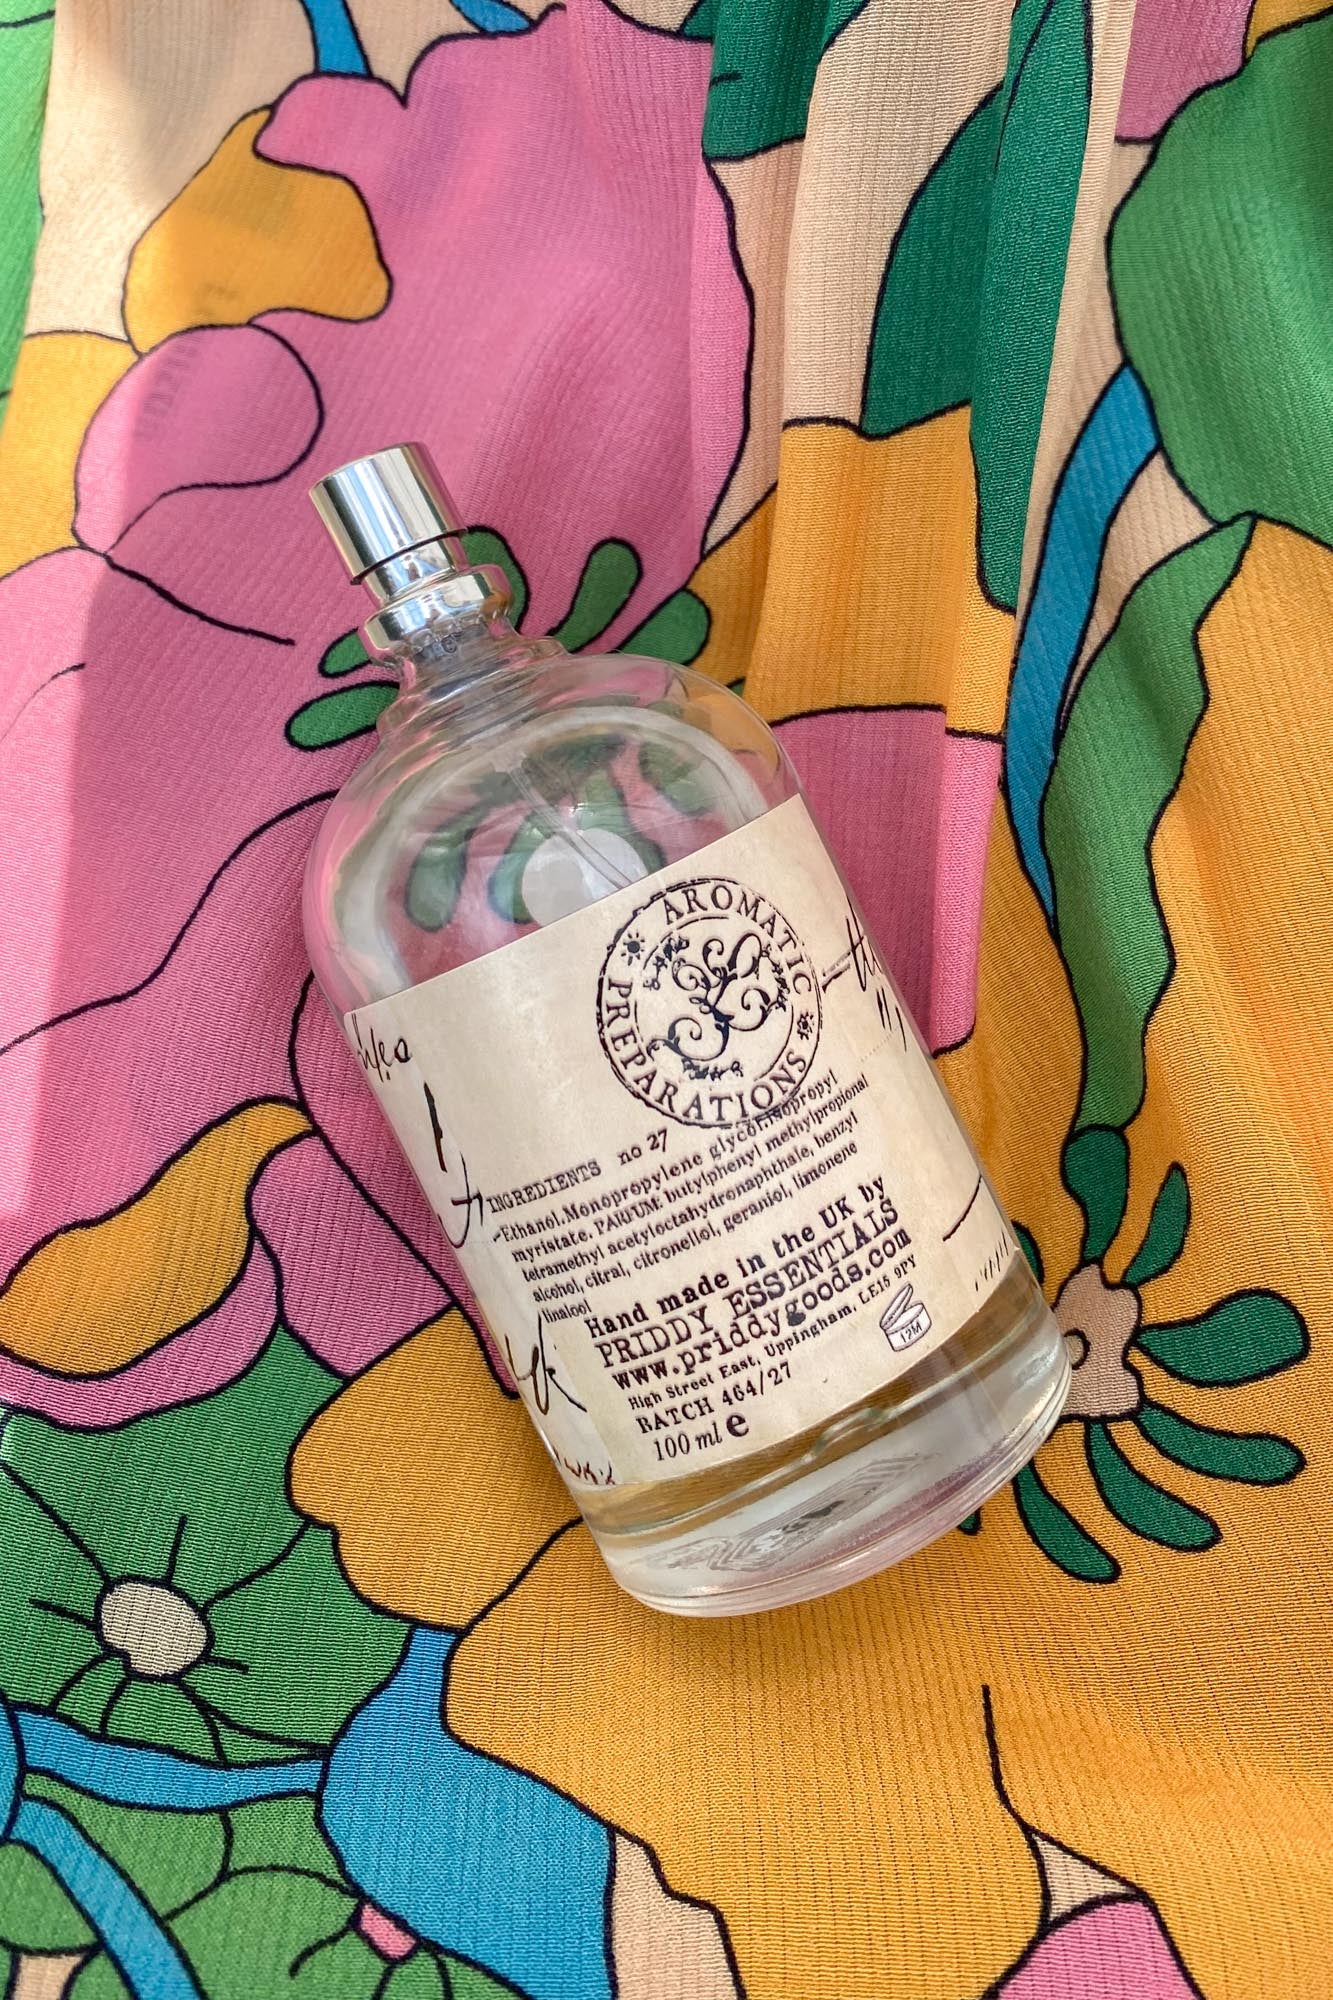 AROMATIC
PREPARATIONS
INGREDIENTS no 27
Ethanol.Monopropylene glycol.isopropyl
myristate. PARFUM: butylphenyl methylpropional
tetramethyl acetyloctahydronaphthale, benzyl
alcohol, citral, citronellol, geraniol, limonene
linalool
Hand made in the UK by
PRIDDY ESSENTIALS
www.priddygoods.com
High Street East, Uppingham, LE15 9PY
BATCH 464/27
100 ml e
12M